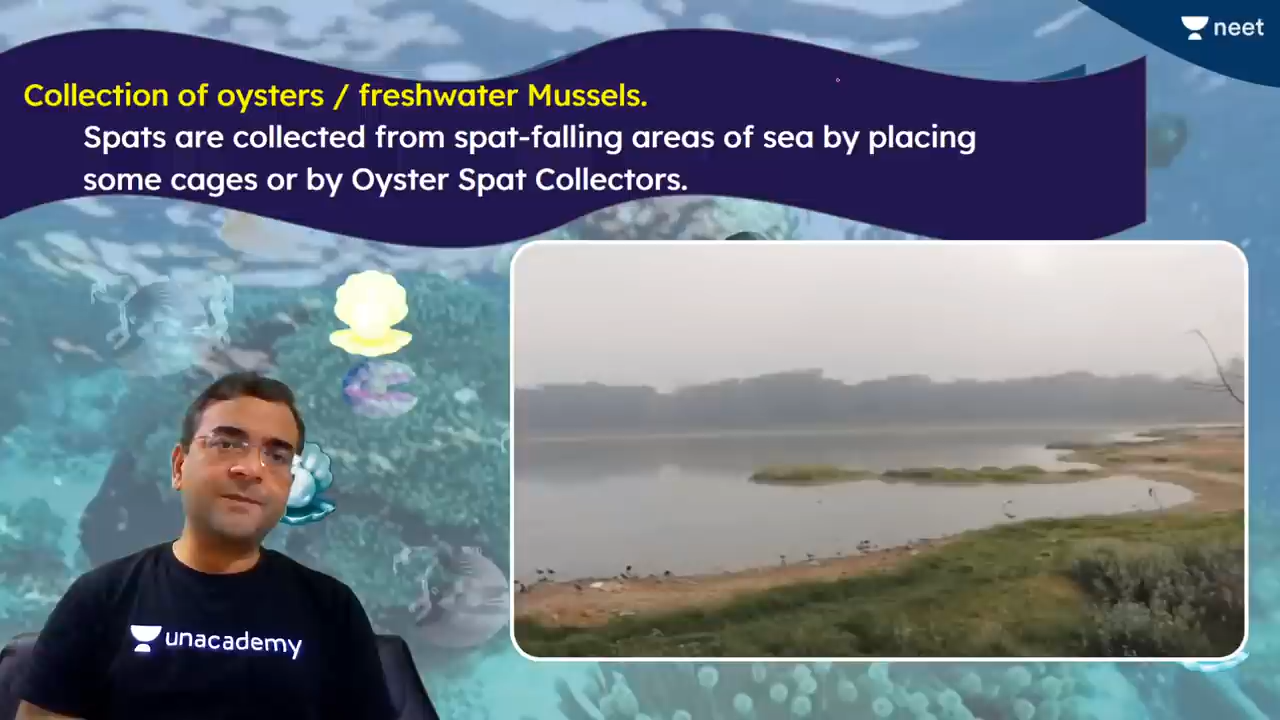 neet
Collection of oysters / freshwater Mussels.
Spats are collected from spat-falling areas of sea by placing
some cages or by Oyster Spat Collectors.
unacademy